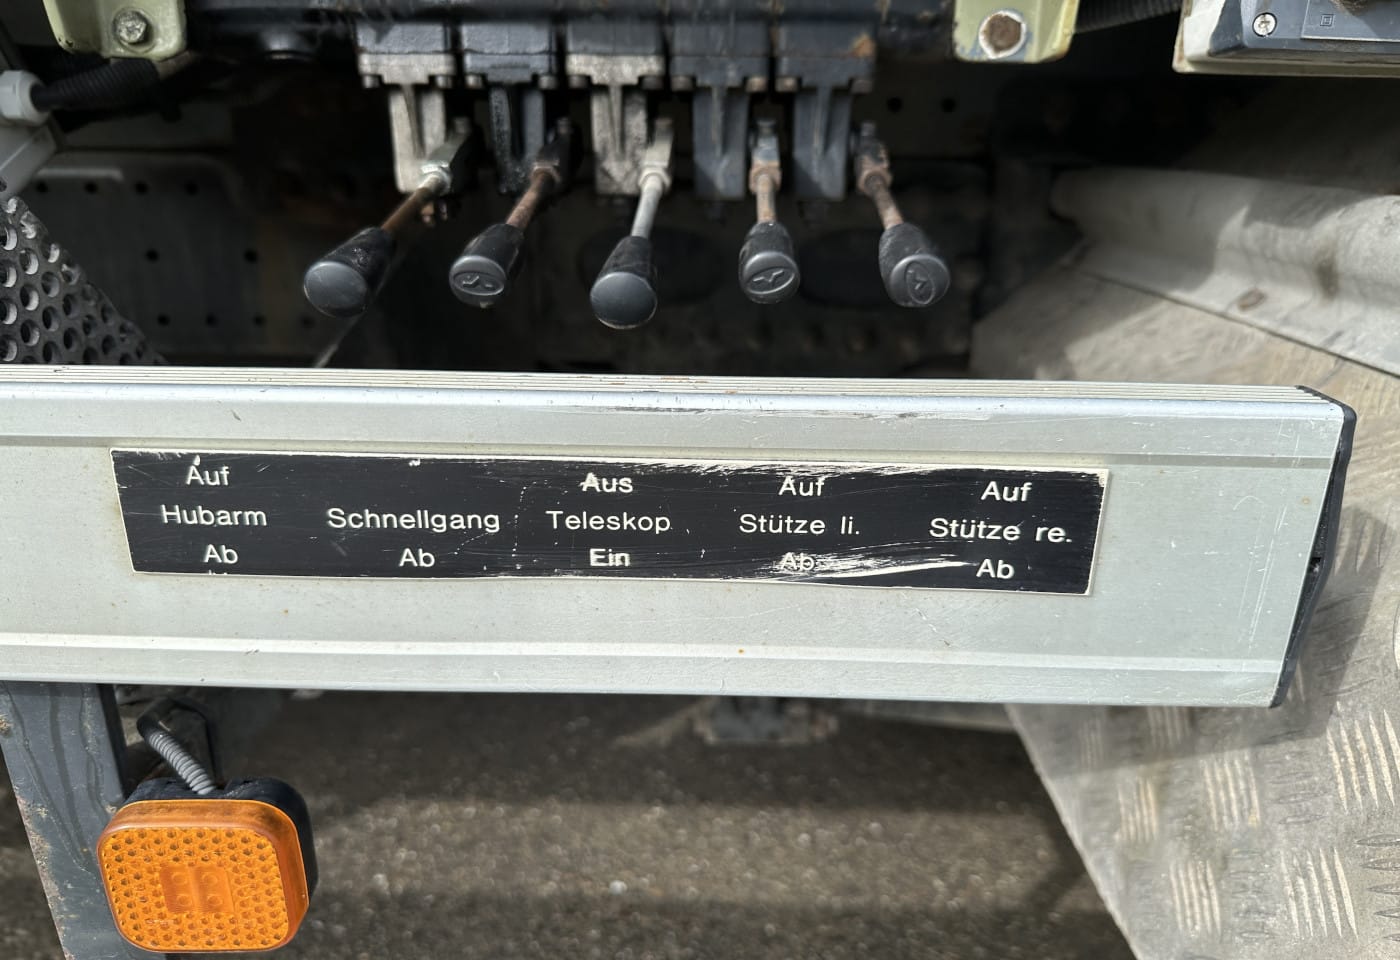 Auf
Hubarm
Ab
Schnellgang
Ab
Aus
Teleskop
Ein
Auf
Stütze li.
Ab
Auf
Stütze re.
Ab